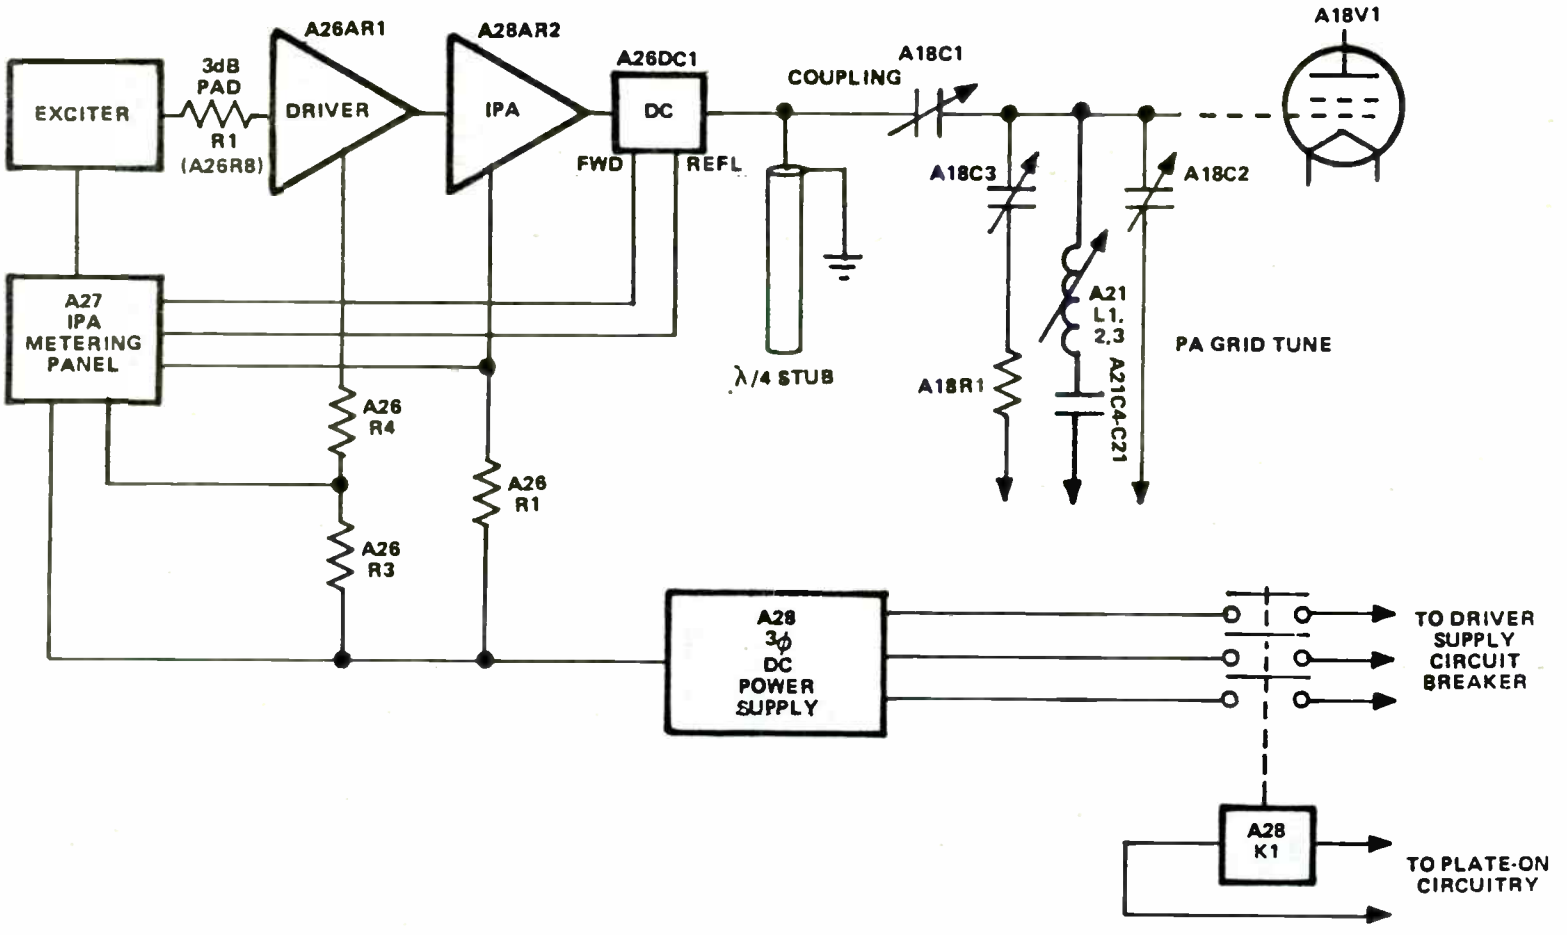 A26AR1
A28AR2
A18V1
3dB
PAD
R1
(A26R8)
EXCITER
DRIVER
IPA
A26DC1
DC
FWD
REFL
COUPLING
A18C1
A18C3
A18C2
A21
L1,
2,3
A21C4-C21
PA GRID TUNE
A18R1
λ/4 STUB
A27
IPA
METERING
PANEL
A26
R4
A26
R1
A26
R3
A28
3ϕ
DC
POWER
SUPPLY
TO DRIVER
SUPPLY
CIRCUIT
BREAKER
A28
K1
TO PLATE-ON
CIRCUITRY